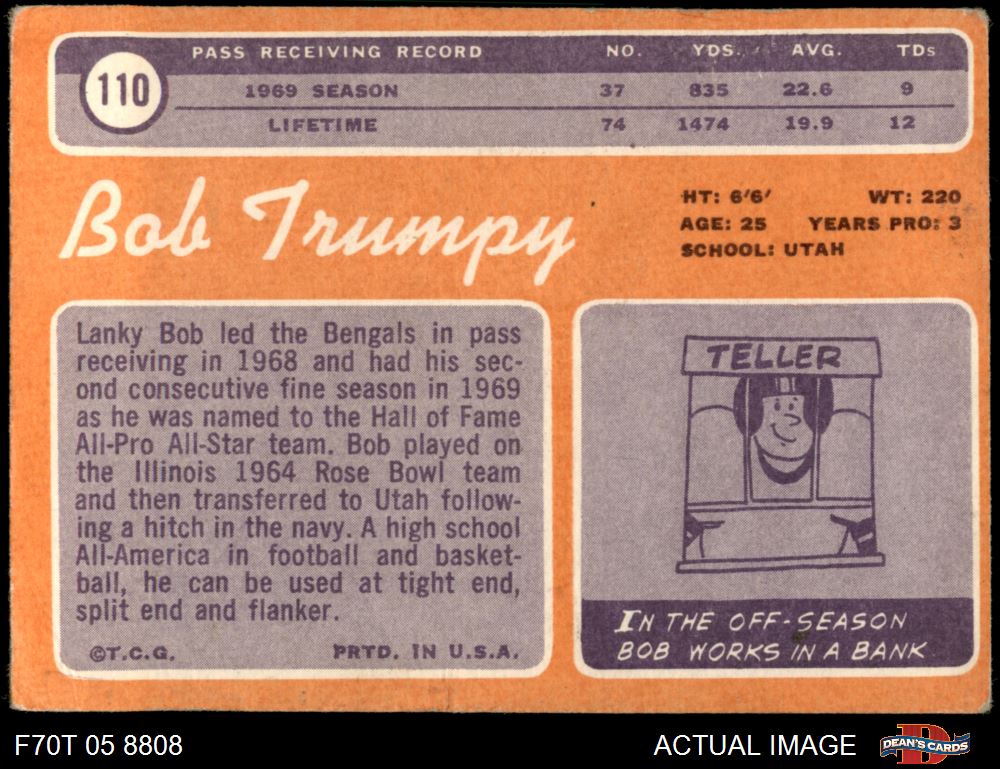 110
PASS RECEIVING RECORD NO. YDS. AVG. TDs
1969 SEASON 37 835 22.6 9
LIFETIME 74 1474 19.9 12
Bob Trumpy
HT: 6'6' WT: 220
AGE: 25 YEARS PRO: 3
SCHOOL: UTAH
Lanky Bob led the Bengals in pass
receiving in 1968 and had his sec-
ond consecutive fine season in 1969
as he was named to the Hall of Fame
All-Pro All-Star team. Bob played on
the Illinois 1964 Rose Bowl team
and then transferred to Utah follow-
ing a hitch in the navy. A high school
All-America in football and basket-
ball, he can be used at tight end,
split end and flanker.
©T.C.G. PRTD. IN U.S.A.
TELLER
IN THE OFF-SEASON
BOB WORKS IN A BANK
F70T 05 8808
ACTUAL IMAGE
D
DEAN'S CARDS